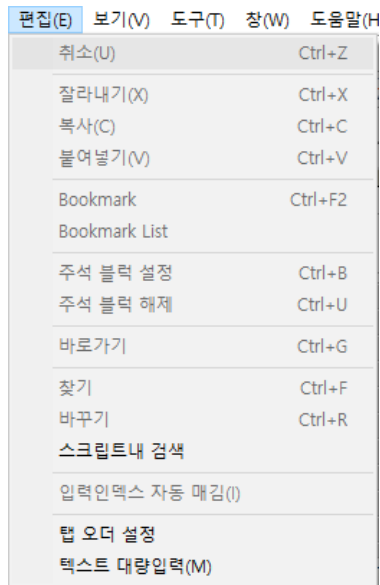 편집(E) 보기(V) 도구(T) 창(W) 도움말(H
취소(U) Ctrl+Z
잘라내기(X) Ctrl+X
복사(C) Ctrl+C
붙여넣기(V) Ctrl+V
Bookmark Ctrl+F2
Bookmark List
주석 블럭 설정 Ctrl+B
주석 블럭 해제 Ctrl+U
바로가기 Ctrl+G
찾기 Ctrl+F
바꾸기 Ctrl+R
스크립트내 검색
입력인덱스 자동 매김(I)
탭 오더 설정
텍스트 대량입력(M)